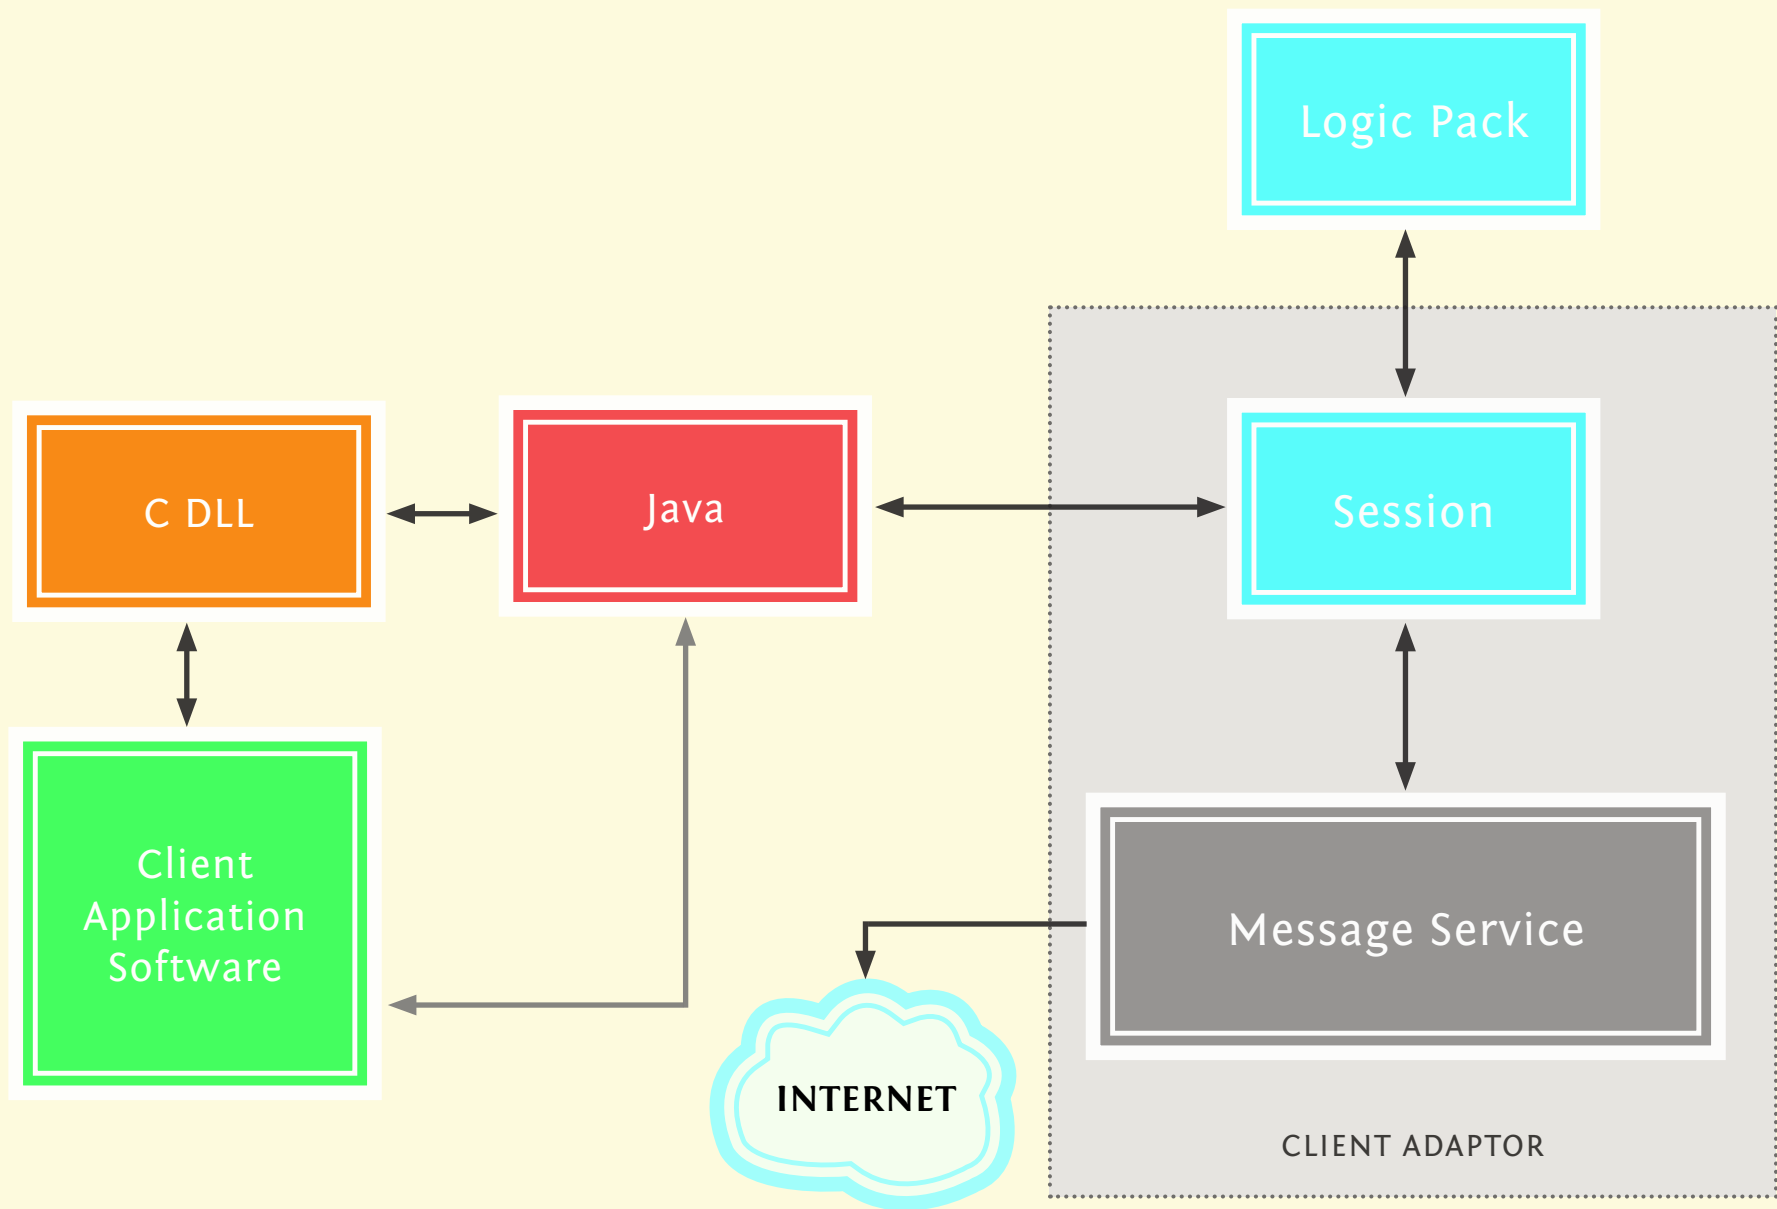 Logic Pack
C DLL
Java
Session
Client
Application
Software
Message Service
INTERNET
CLIENT ADAPTOR